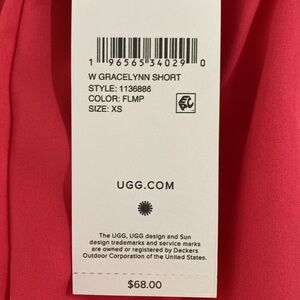 1 96565 34029 0
W GRACELYNN SHORT
STYLE: 1136886
COLOR: FLMP
SIZE: XS
UGG.COM
The UGG, UGG design and Sun
design trademarks and service marks
are owned or registered by Deckers
Outdoor Corporation of the United States.
$68.00